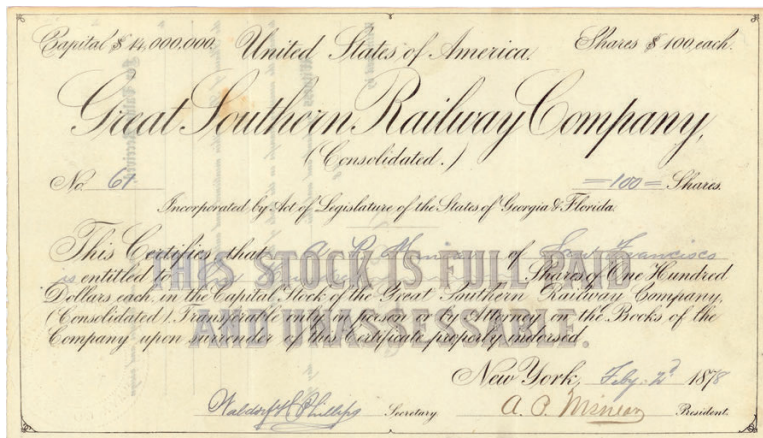 Capital $ 14,000,000. United States of America. Shares $ 100 each.
Great Southern Railway Company,
(Consolidated.)
No 61 =100= Shares.
Incorporated by Act of Legislature of the States of Georgia & Florida.
This Certifies that of San Francisco
is entitled to Shares of One Hundred
THIS STOCK IS FULL PAID
Dollars each, in the Capital Stock of the Great Southern Railway Company,
(Consolidated), Transferable only in person or by Attorney on the Books of the
AND UNASSESSABLE.
Company upon surrender of this Certificate properly indorsed.
New York, Feby. 2d 1878
Secretary President.